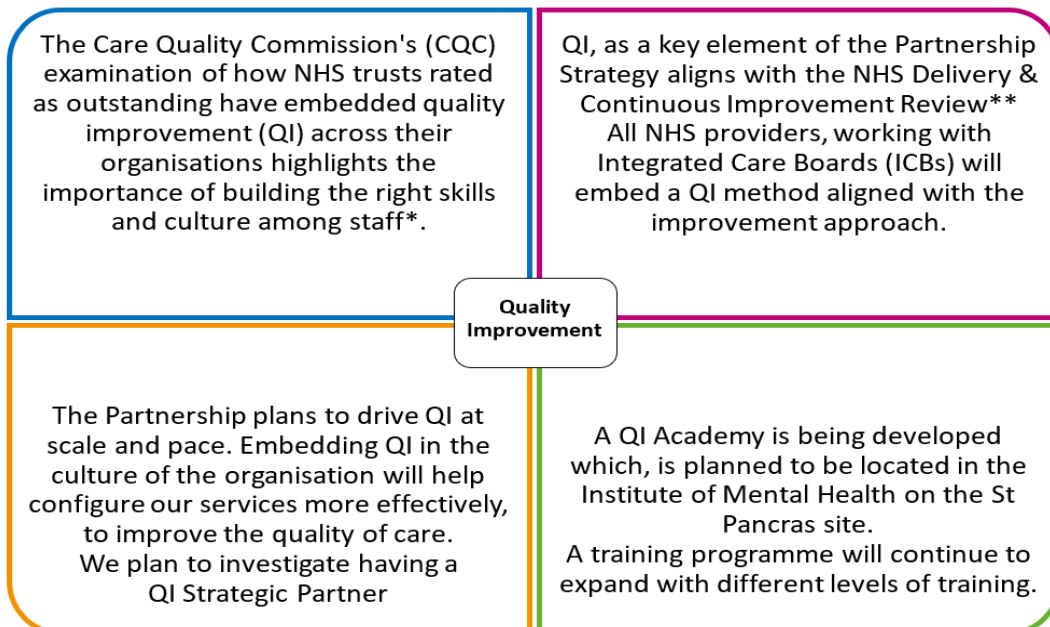 The Care Quality Commission's (CQC)
examination of how NHS trusts rated
as outstanding have embedded quality
improvement (QI) across their
organisations highlights the
importance of building the right skills
and culture among staff*.
QI, as a key element of the Partnership
Strategy aligns with the NHS Delivery &
Continuous Improvement Review**
All NHS providers, working with
Integrated Care Boards (ICBs) will
embed a QI method aligned with the
improvement approach.
Quality
Improvement
The Partnership plans to drive QI at
scale and pace. Embedding QI in the
culture of the organisation will help
configure our services more effectively,
to improve the quality of care.
We plan to investigate having a
QI Strategic Partner
A QI Academy is being developed
which, is planned to be located in the
Institute of Mental Health on the St
Pancras site.
A training programme will continue to
expand with different levels of training.